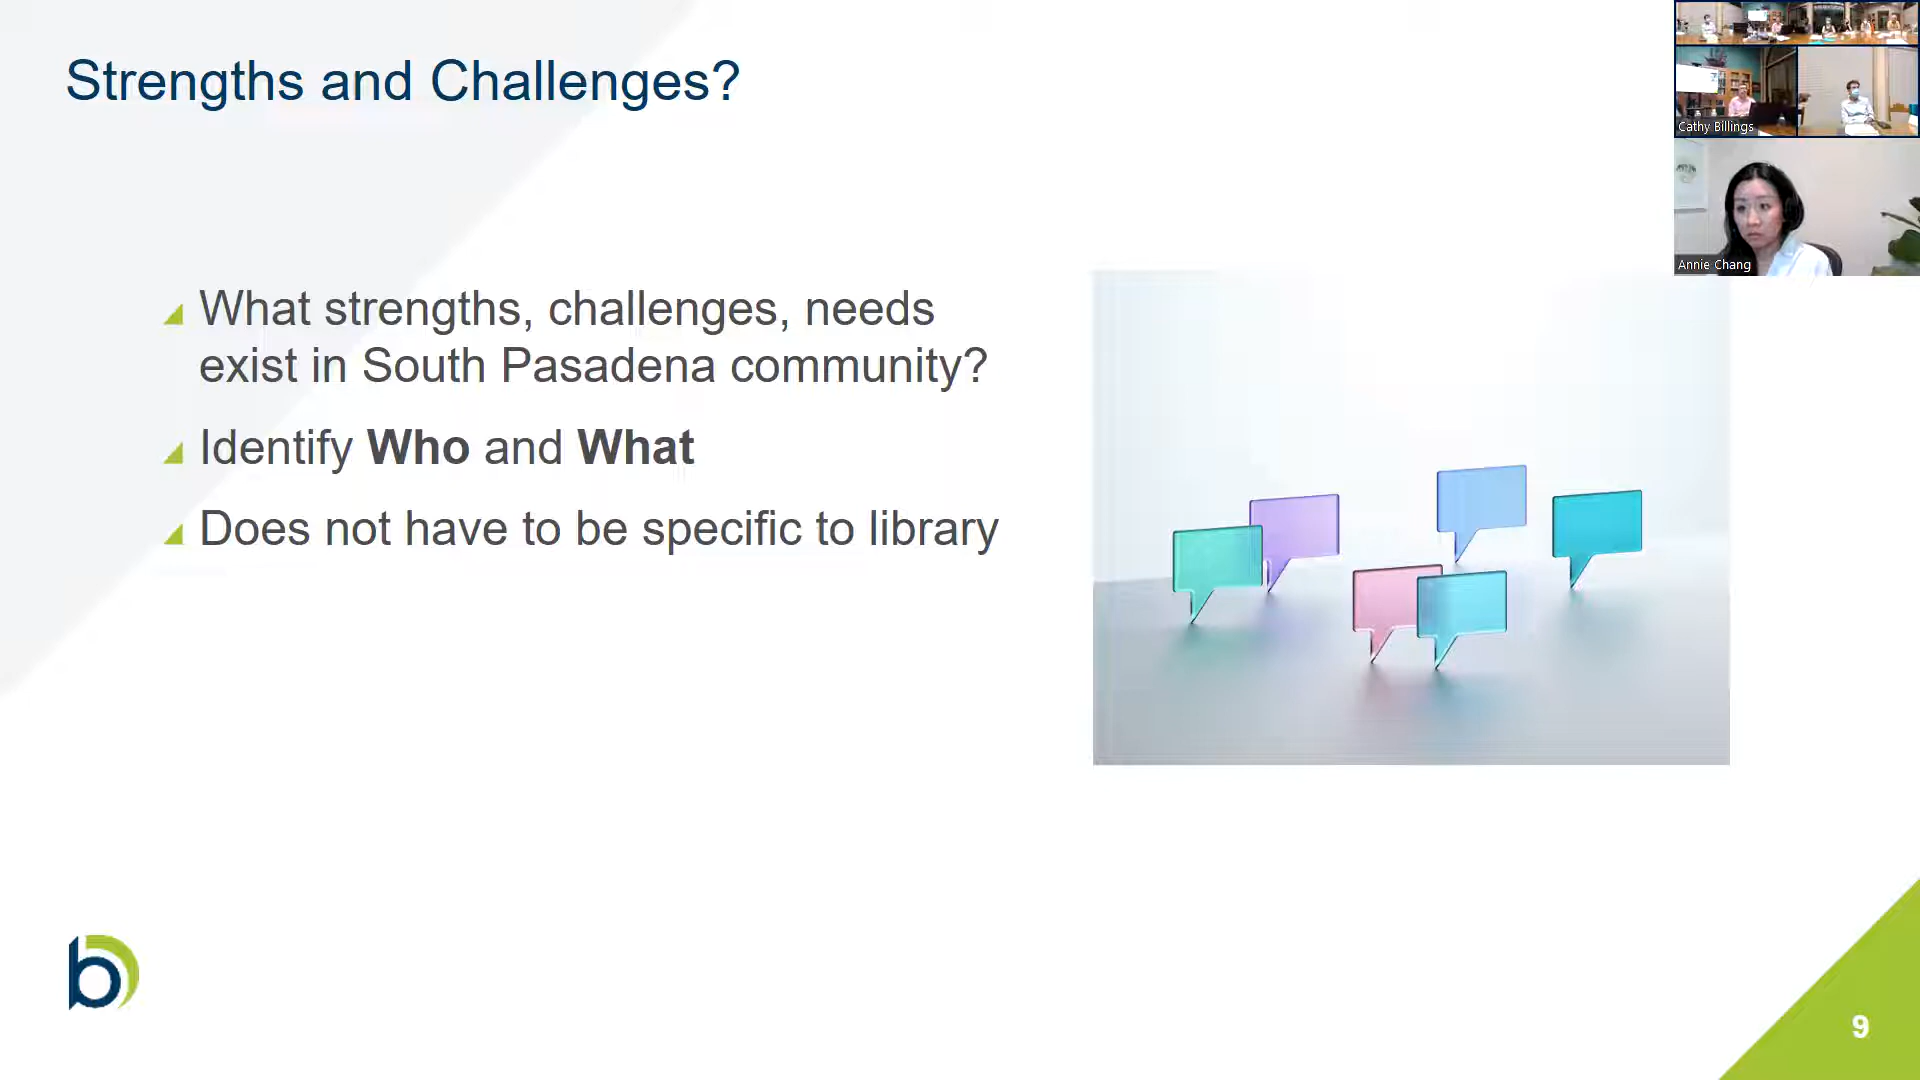 Strengths and Challenges?
What strengths, challenges, needs
exist in South Pasadena community?
Identify Who and What
Does not have to be specific to library
Cathy Billings
Annie Chang
b
9